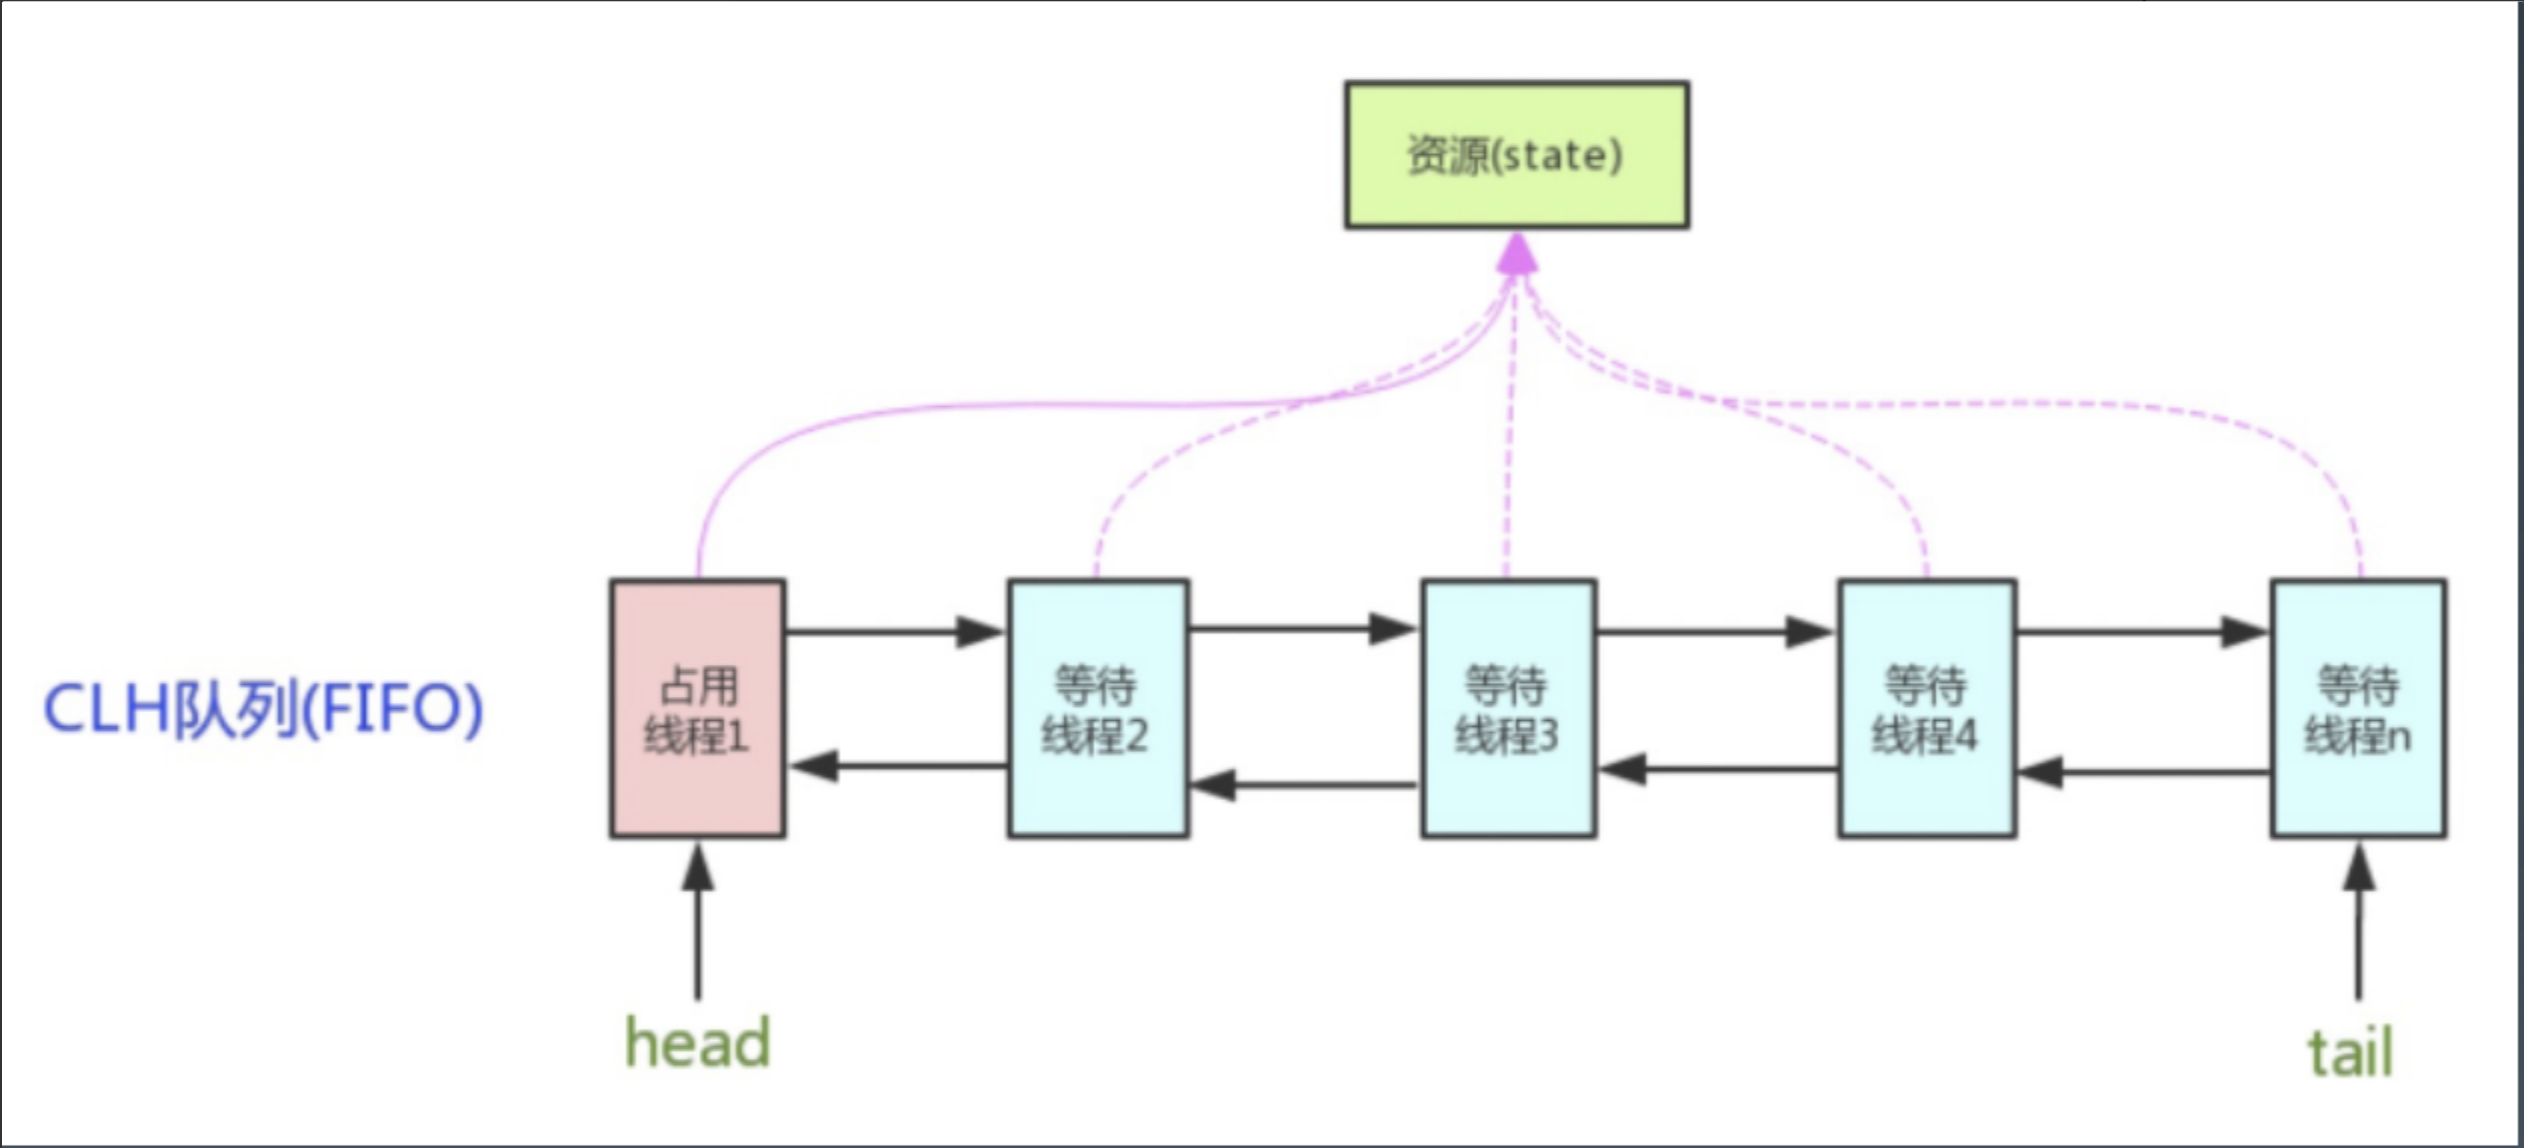 资源(state)
CLH队列(FIFO)
占用
线程1
等待
线程2
等待
线程3
等待
线程4
等待
线程n
head
tail